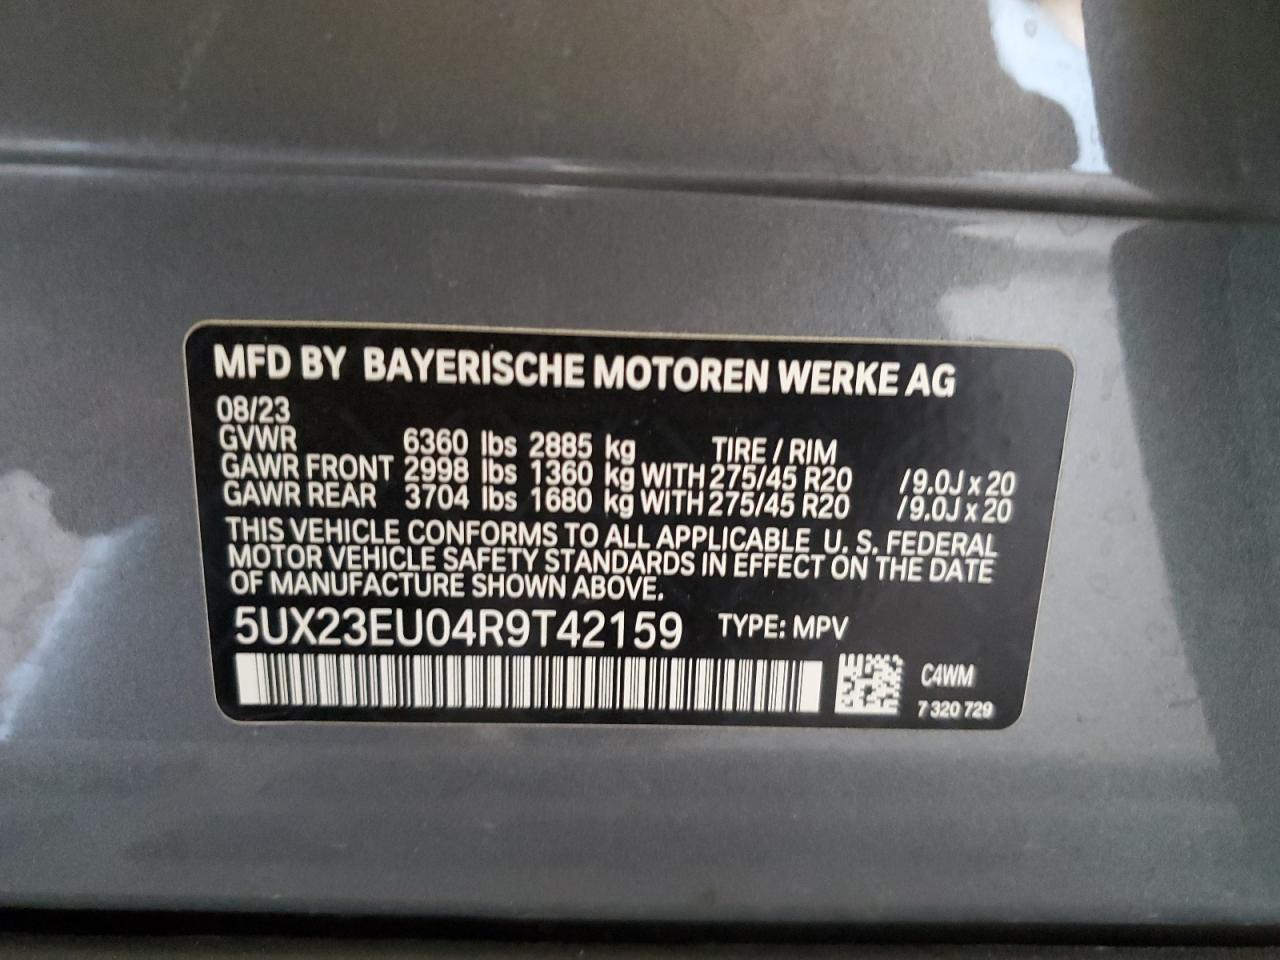 MFD BY BAYERISCHE MOTOREN WERKE AG
08/23
GVWR 6360 lbs 2885 kg TIRE / RIM
GAWR FRONT 2998 lbs 1360 kg WITH 275/45 R20 / 9.0J x 20
GAWR REAR 3704 lbs 1680 kg WITH 275/45 R20 / 9.0J x 20
THIS VEHICLE CONFORMS TO ALL APPLICABLE U. S. FEDERAL
MOTOR VEHICLE SAFETY STANDARDS IN EFFECT ON THE DATE
OF MANUFACTURE SHOWN ABOVE.
5UX23EU04R9T42159 TYPE: MPV
C4WM
7 320 729